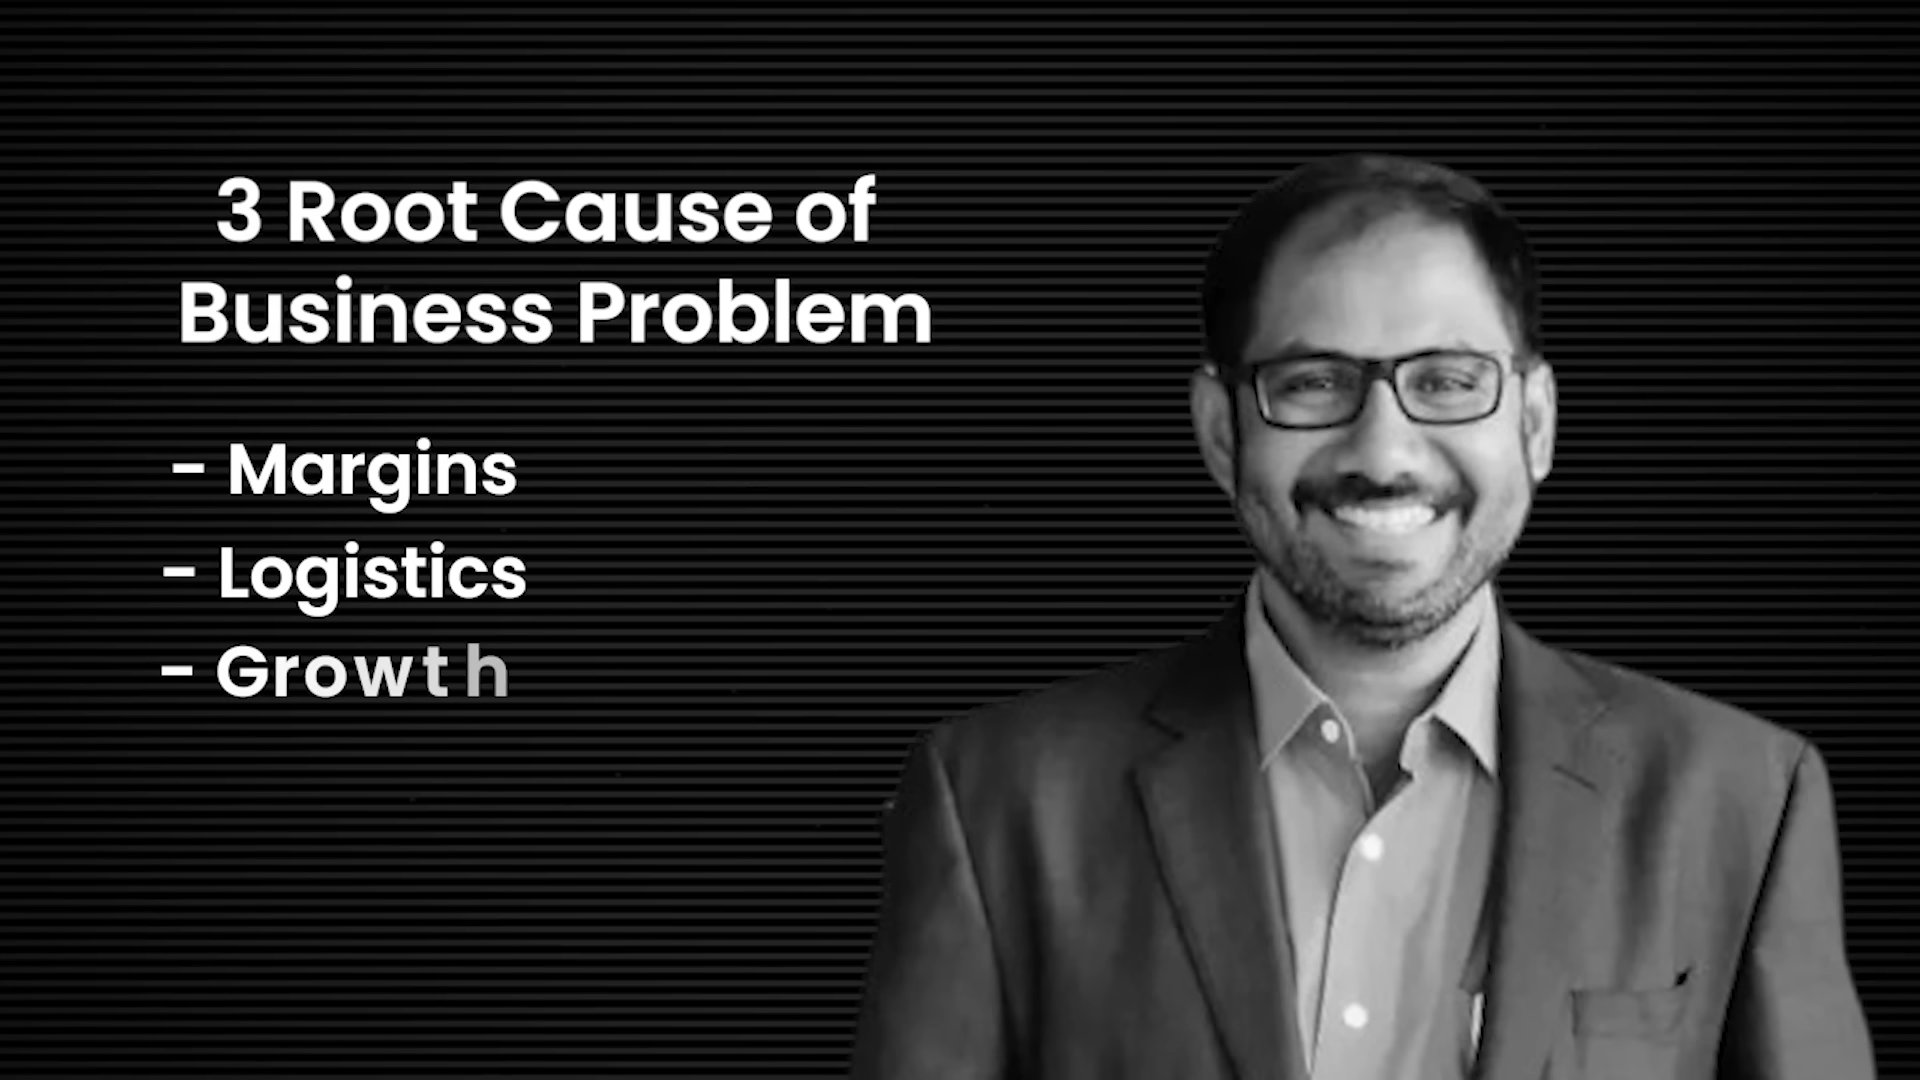 3 Root Cause of
Business Problem
- Margins
- Logistics
- Growth